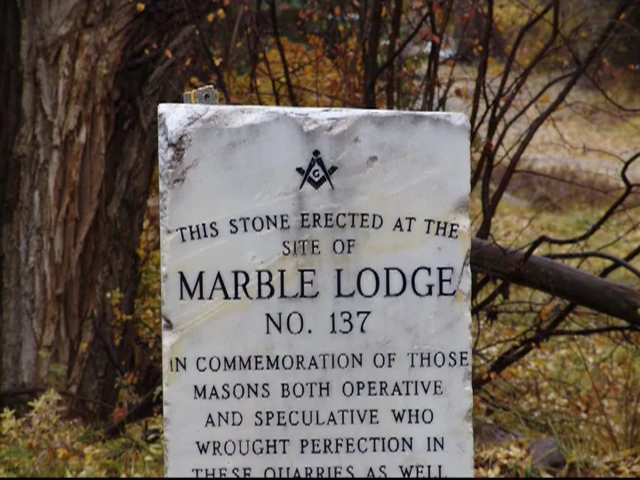 G
THIS STONE ERECTED AT THE
SITE OF
MARBLE LODGE
NO. 137
IN COMMEMORATION OF THOSE
MASONS BOTH OPERATIVE
AND SPECULATIVE WHO
WROUGHT PERFECTION IN
THESE QUARRIES AS WELL